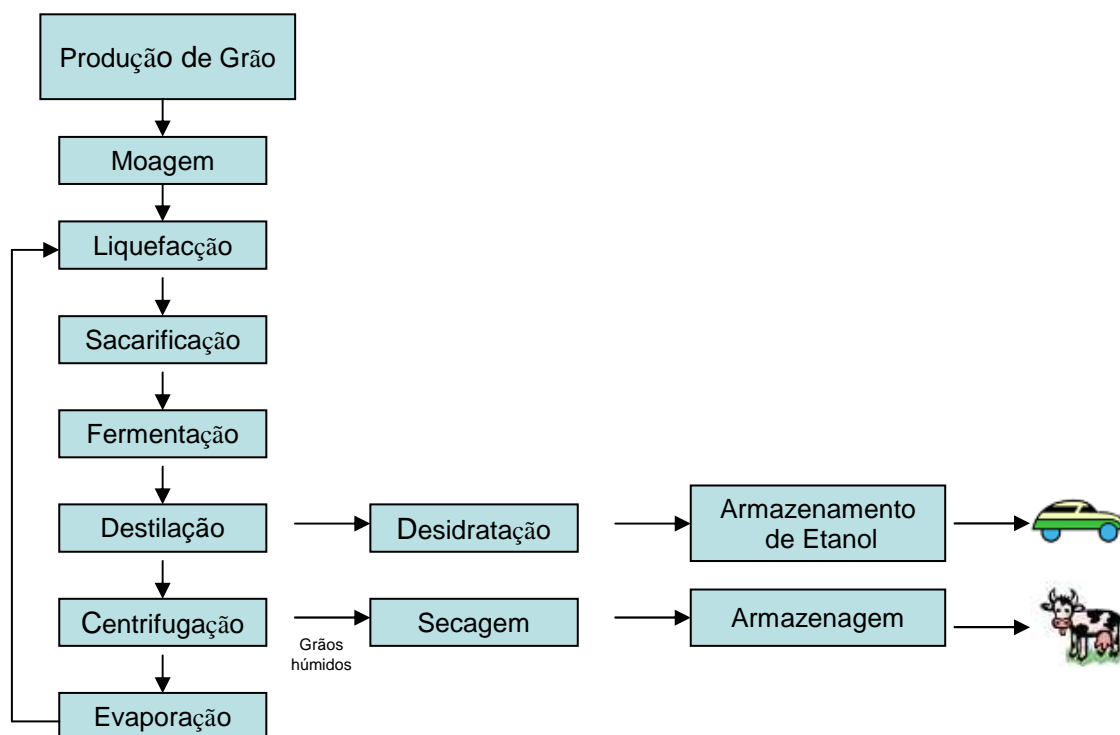 Produção de Grão
Moagem
Liquefacção
Sacarificação
Fermentação
Destilação
Desidratação
Armazenamento
de Etanol
Centrifugação
Grãos
húmidos
Secagem
Armazenagem
Evaporação